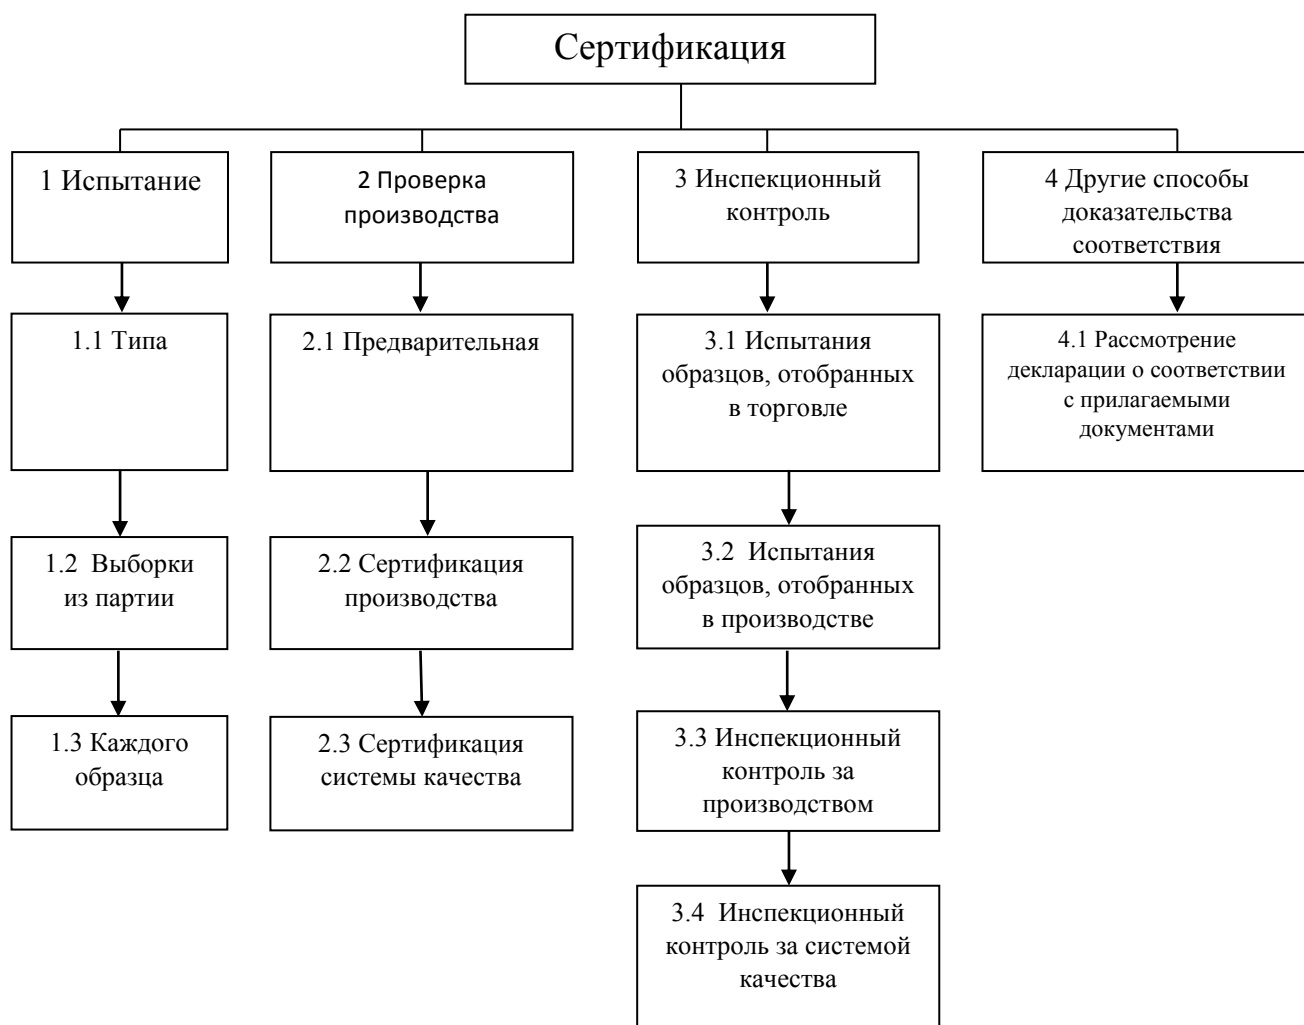 Сертификация
1 Испытание
2 Проверка
производства
3 Инспекционный
контроль
4 Другие способы
доказательства
соответствия
1.1 Типа
2.1 Предварительная
3.1 Испытания
образцов, отобранных
в торговле
4.1 Рассмотрение
декларации о соответствии
с прилагаемыми
документами
1.2 Выборки
из партии
2.2 Сертификация
производства
3.2 Испытания
образцов, отобранных
в производстве
1.3 Каждого
образца
2.3 Сертификация
системы качества
3.3 Инспекционный
контроль за
производством
3.4 Инспекционный
контроль за системой
качества